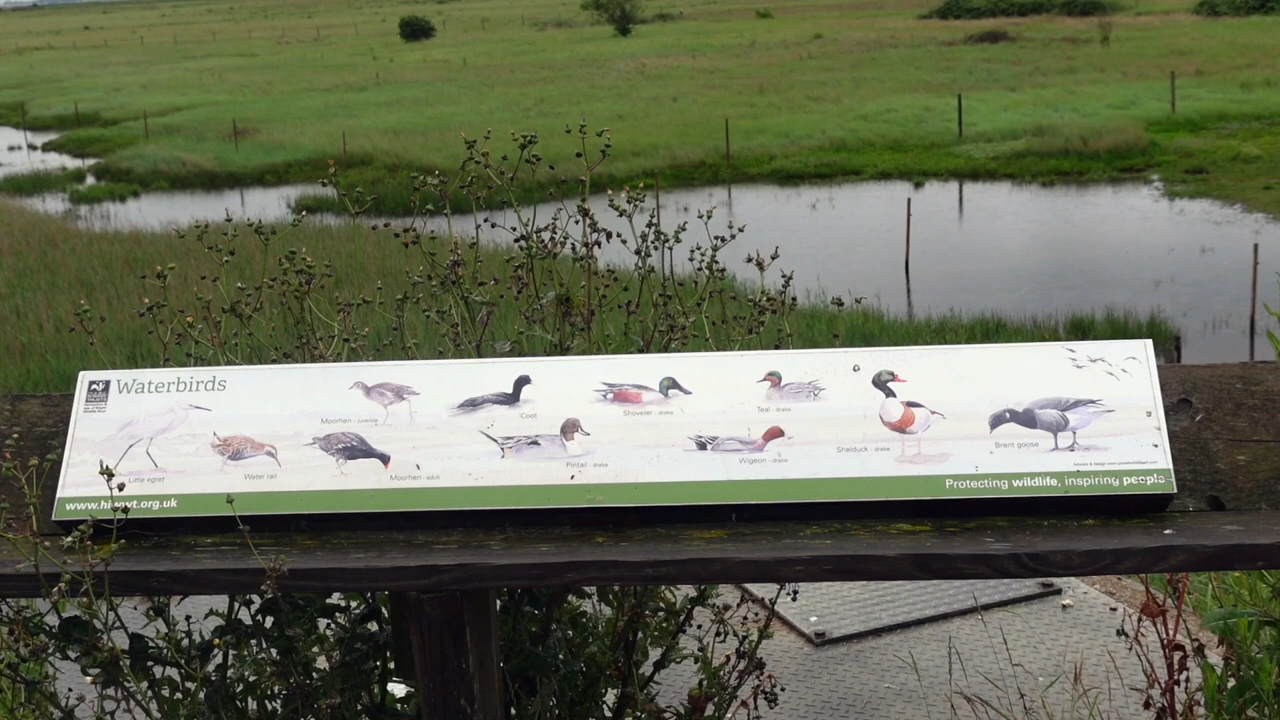 Waterbirds
Little egret
Water rail
Moorhen - juvenile
Moorhen - adult
Coot
Pintail - drake
Shoveler - drake
Wigeon - drake
Teal - drake
Shelduck - drake
Brent goose
www.hiwwt.org.uk
Protecting wildlife, inspiring people